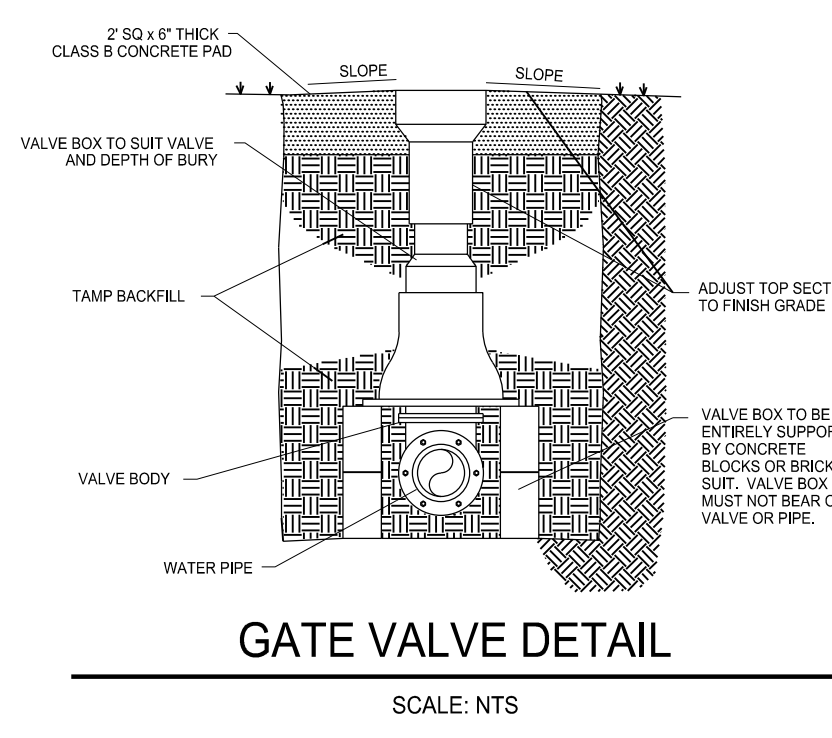 2' SQ x 6" THICK
CLASS B CONCRETE PAD
SLOPE
SLOPE
VALVE BOX TO SUIT VALVE
AND DEPTH OF BURY
TAMP BACKFILL
ADJUST TOP SECT
TO FINISH GRADE
VALVE BOX TO BE
ENTIRELY SUPPOR
BY CONCRETE
BLOCKS OR BRICK
SUIT. VALVE BOX
MUST NOT BEAR O
VALVE OR PIPE.
VALVE BODY
WATER PIPE
GATE VALVE DETAIL
SCALE: NTS